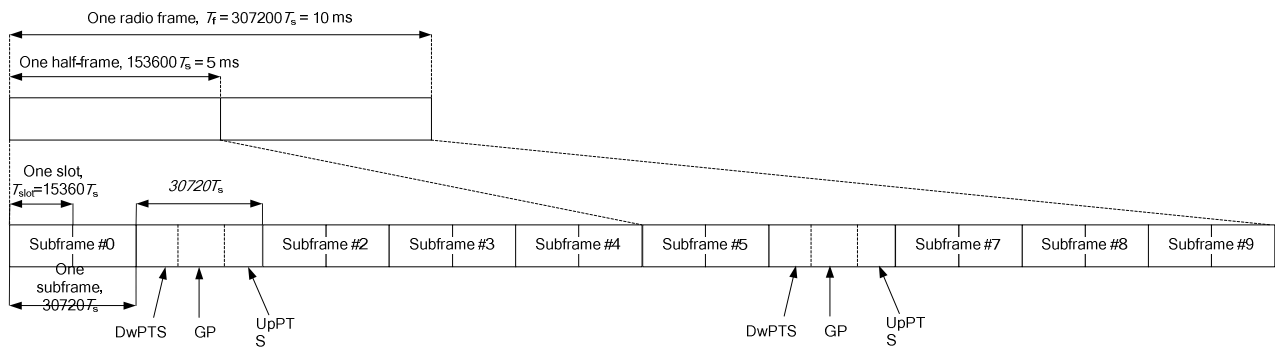 One radio frame, Tf = 307200Ts = 10 ms
One half-frame, 153600Ts = 5 ms
One slot,
Tslot=15360Ts
30720Ts
Subframe #0
Subframe #2
Subframe #3
Subframe #4
Subframe #5
Subframe #7
Subframe #8
Subframe #9
One
subframe,
30720Ts
DwPTS
GP
UpPT
S
DwPTS
GP
UpPT
S